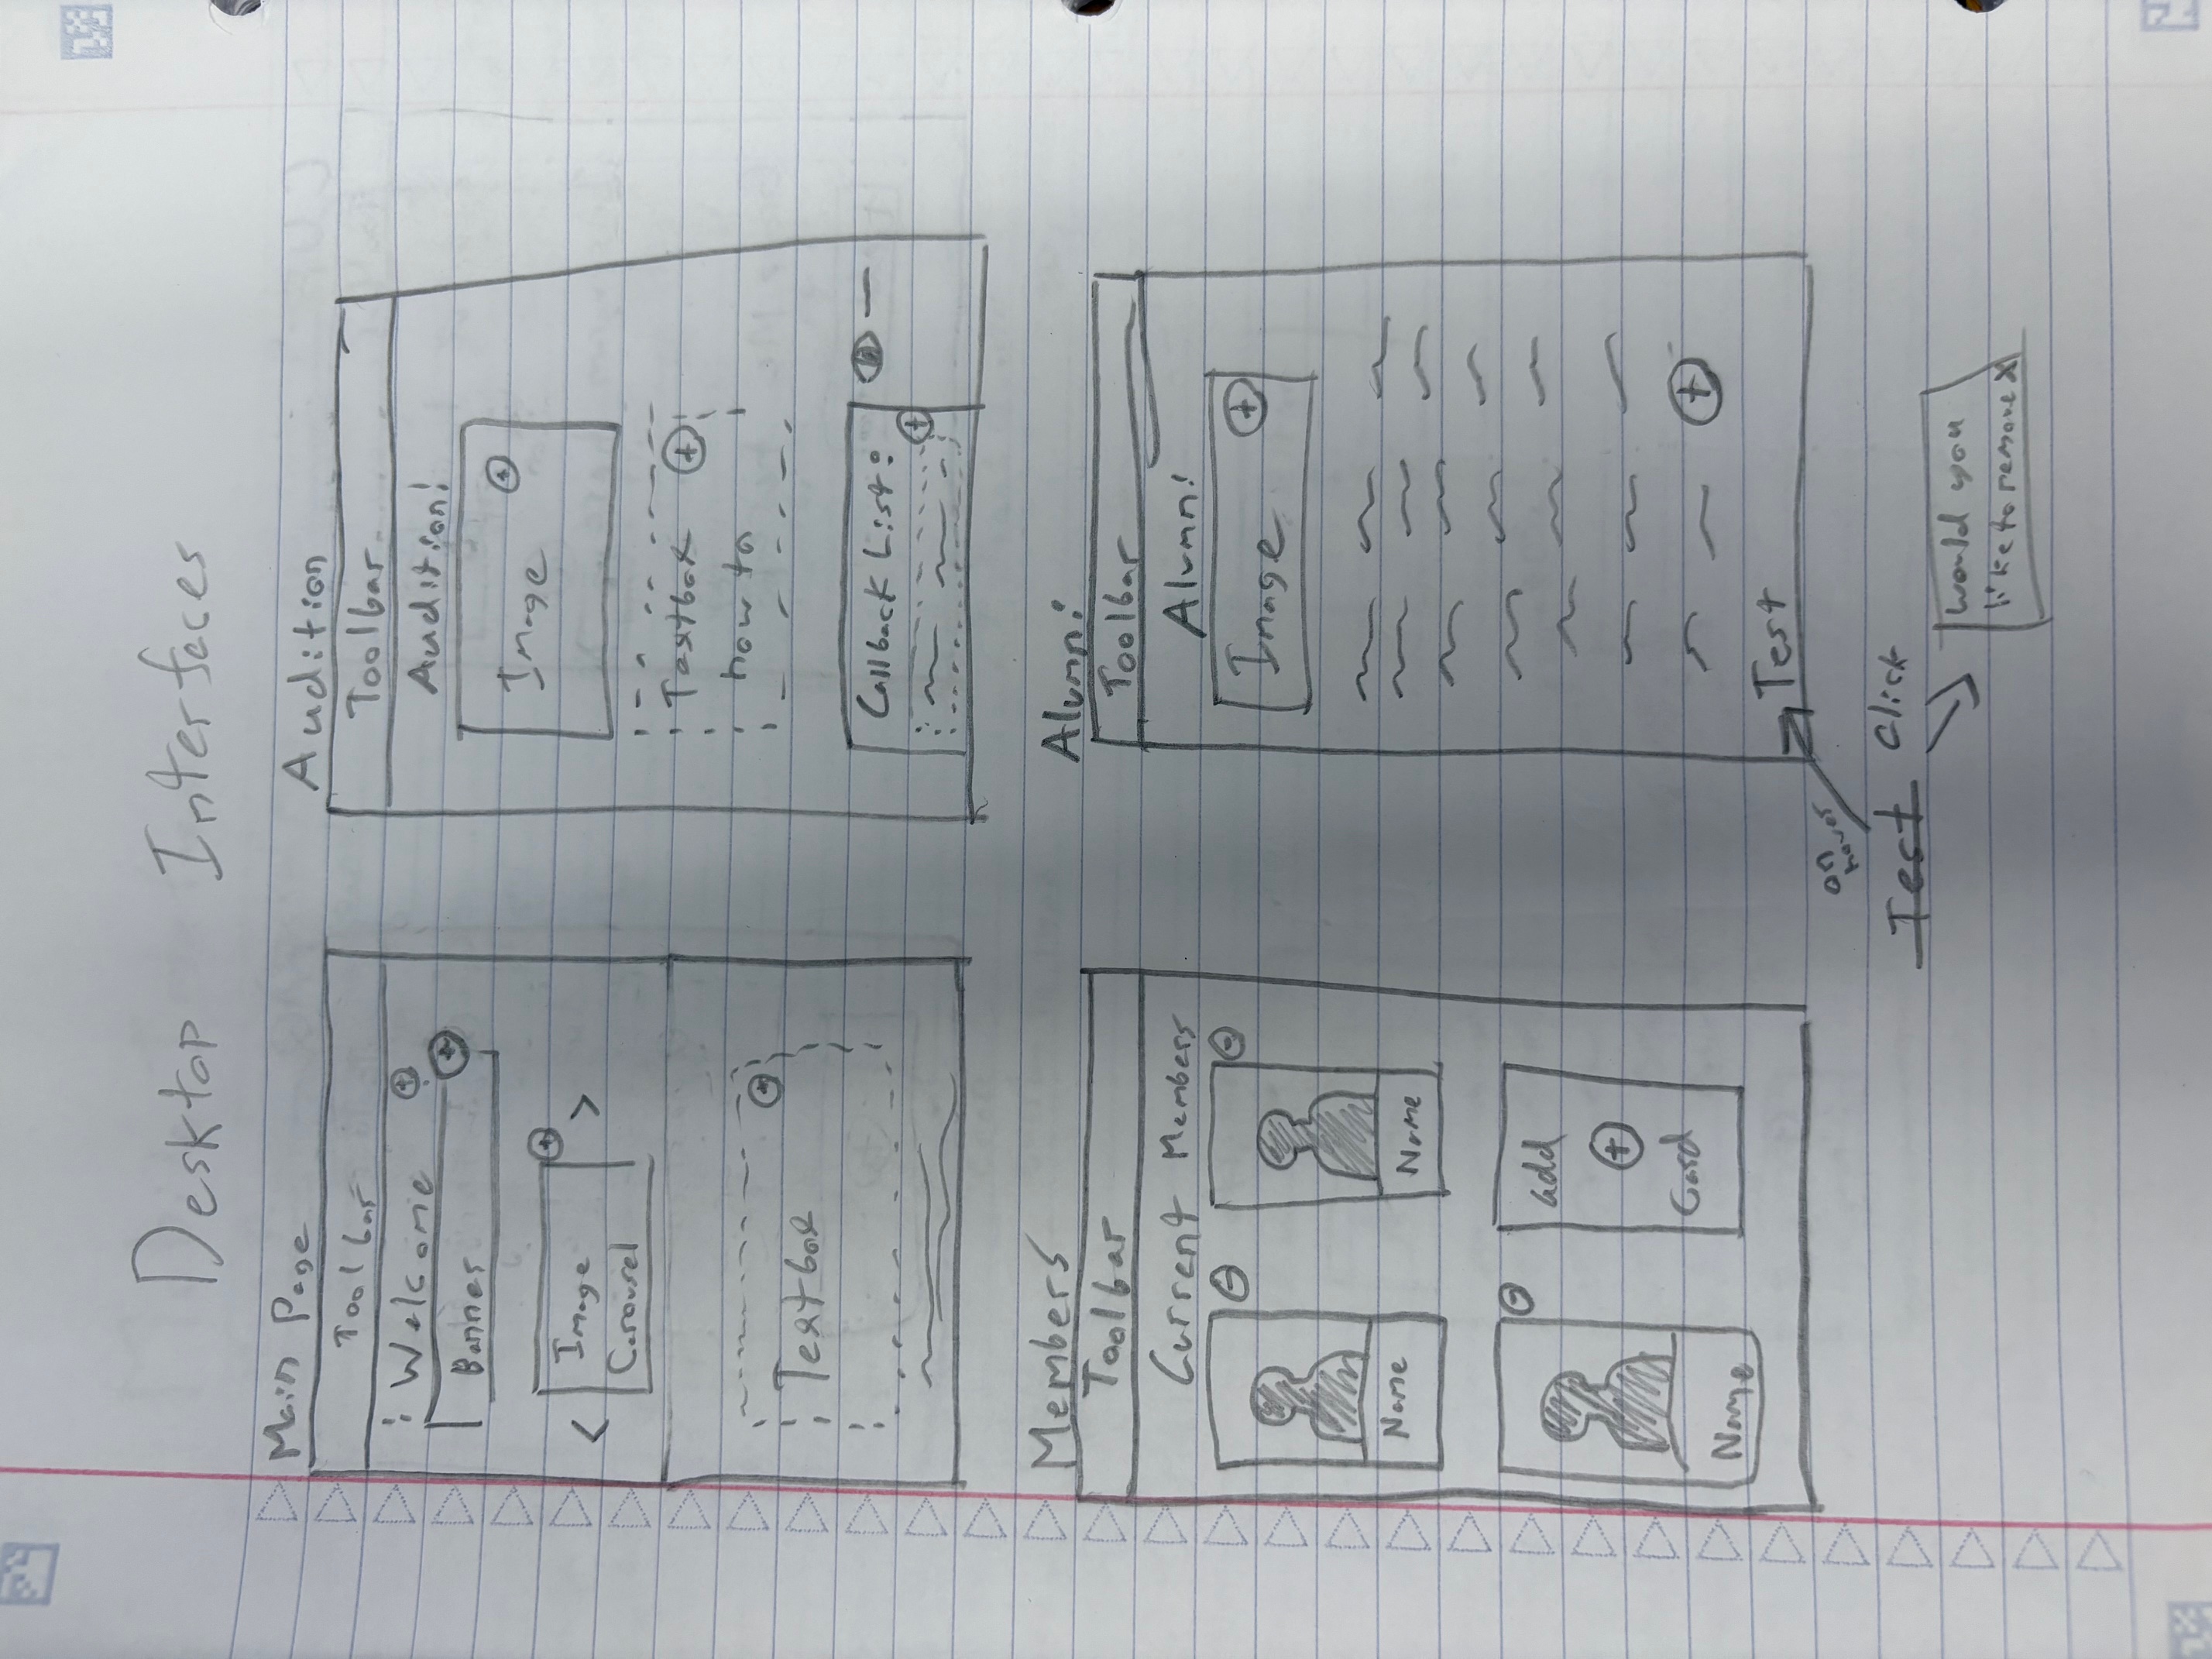 Desktop Interfaces
Main Page
Toolbar
Welcome
Banner
<
Image
Carousel
>
Textbox
Audition
Toolbar
Audition!
Image
Textbox
how to
Callback List:
Members
Toolbar
Current Members
Name
Name
Name
add
+
Card
Alumni
Toolbar
Alumni
Image
Test
on
hover
Test
Click
Would you
like to remove X